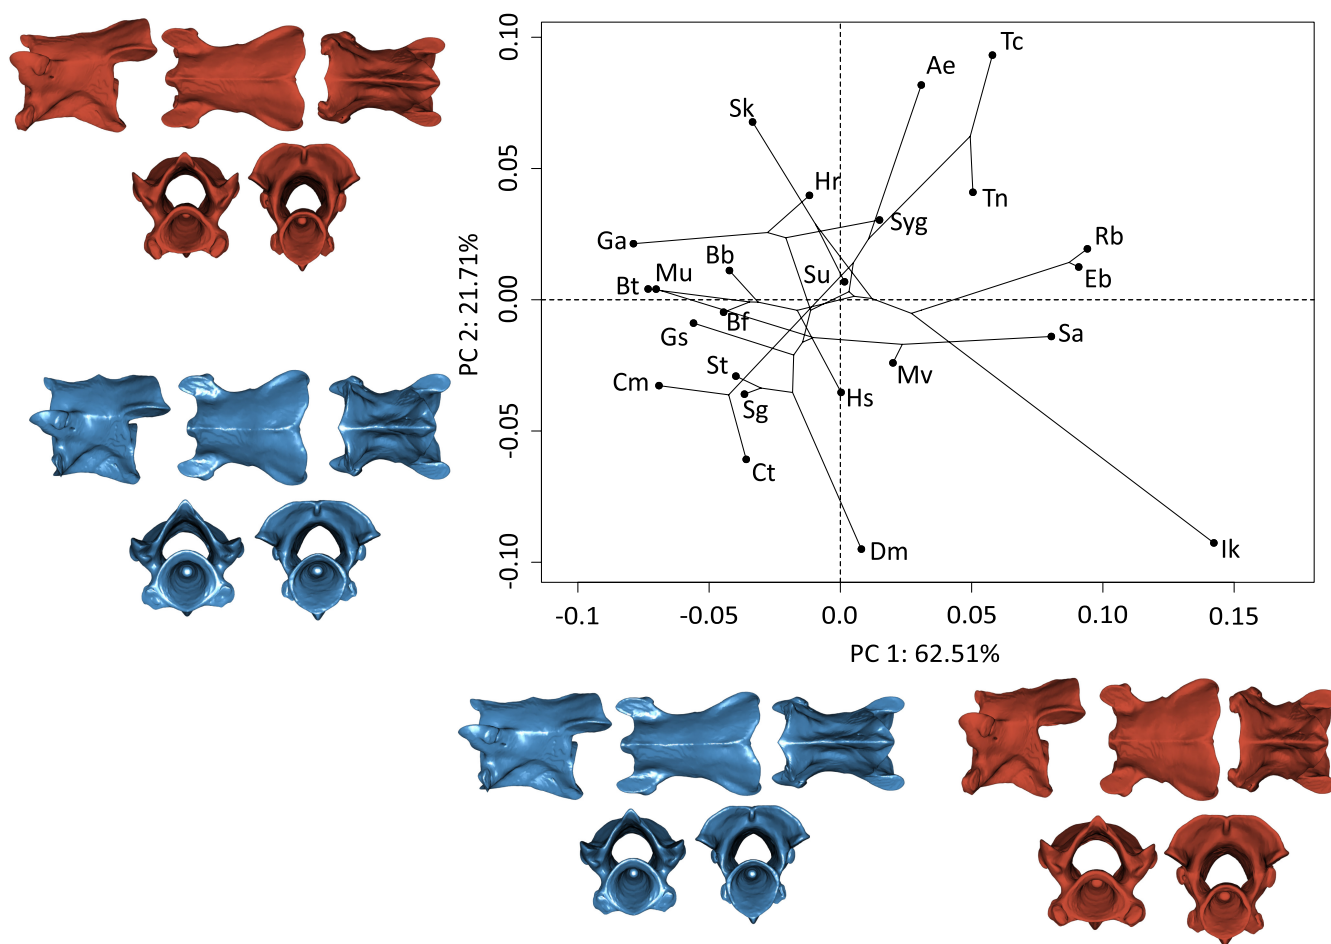 0.10
Tc
Ae
Sk
0.05
Hr
Tn
Syg
Ga
Rb
Bb
Su
Eb
Bt
Mu
0.00
PC 2: 21.71%
Bf
Gs
Sa
St
Mv
Cm
Hs
Sg
-0.05
Ct
Dm
Ik
-0.10
-0.1
-0.05
0.0
0.05
0.10
0.15
PC 1: 62.51%